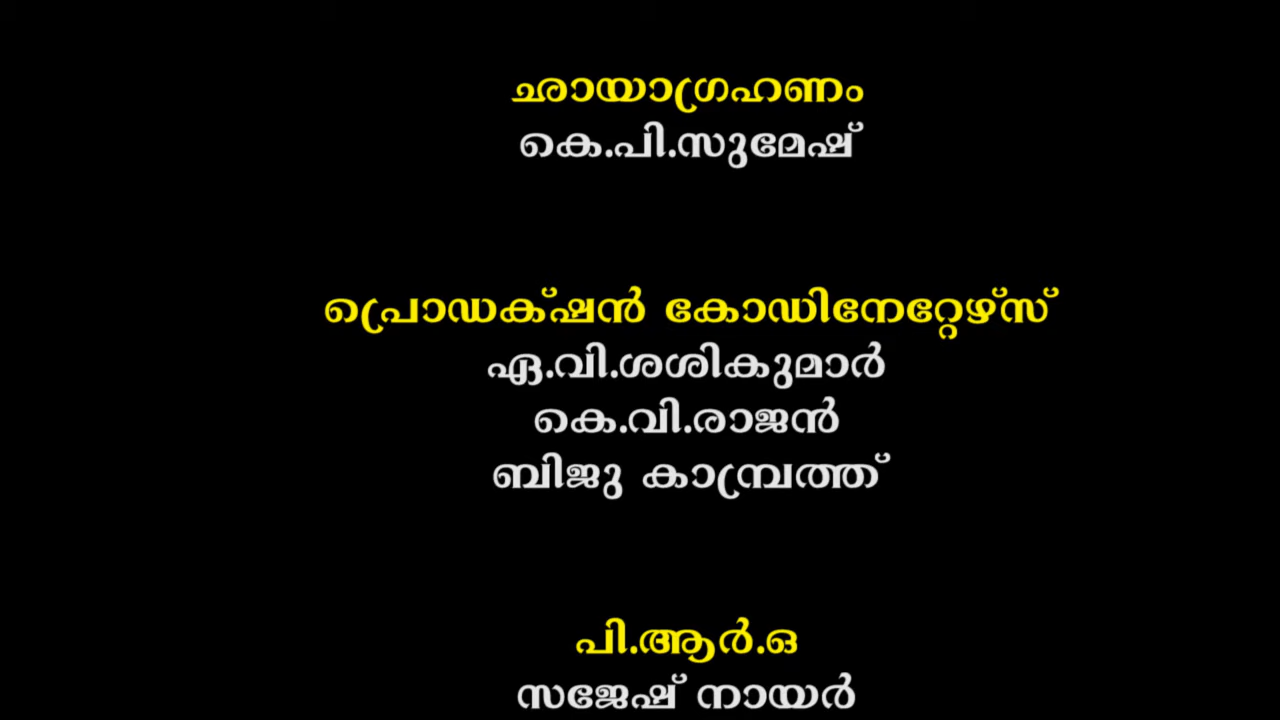 ഛായാഗ്രഹണം
കെ.പി.സുമേഷ്
പ്രൊഡക്ഷൻ കോഡിനേറ്റേഴ്സ്
ഏ.വി.ശശികുമാർ
കെ.വി.രാജൻ
ബിജു കാമ്പ്രത്ത്
പി.ആർ.ഒ
സജേഷ് നായർ